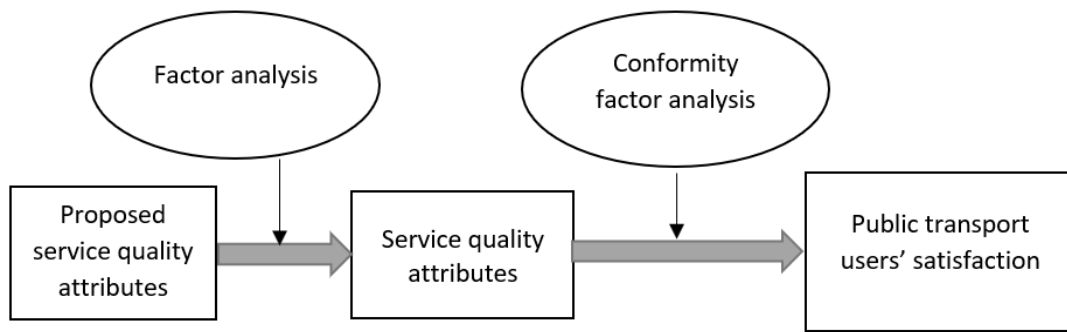 Factor analysis
Conformity
factor analysis
Proposed
service quality
attributes
Service quality
attributes
Public transport
users’ satisfaction